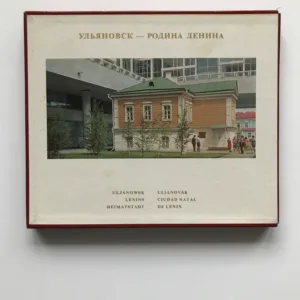 УЛЬЯНОВСК — РОДИНА ЛЕНИНА
ULJANOWSK
LENINS
HEIMATSTADT
ULIANOVSK
CIUDAD NATAL
DE LENIN